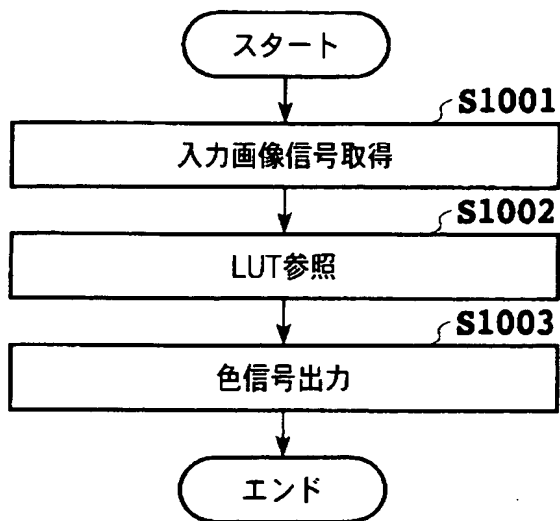 スタート
S1001
入力画像信号取得
S1002
LUT参照
S1003
色信号出力
エンド